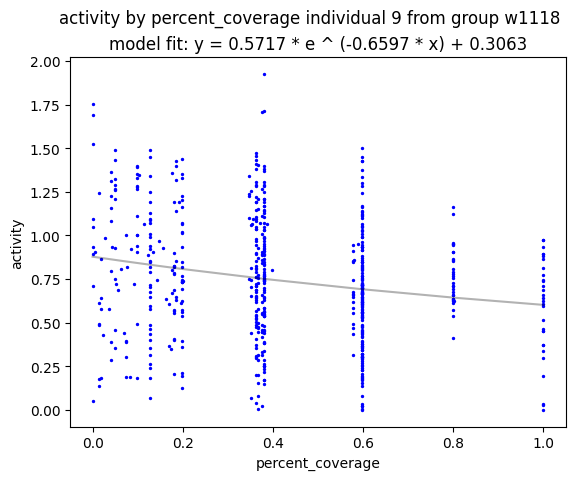 activity by percent_coverage individual 9 from group w1118
model fit: y = 0.5717 * e ^ (-0.6597 * x) + 0.3063
2.00
1.75
1.50
1.25
1.00
0.75
0.50
0.25
0.00
activity
0.0 0.2 0.4 0.6 0.8 1.0
percent_coverage